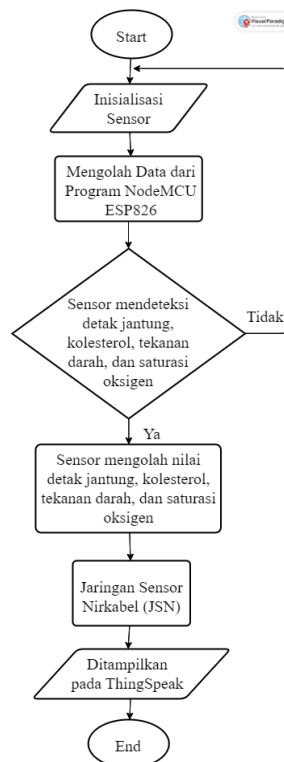 Start
Visual Paradigm
Inisialisasi
Sensor
Mengolah Data dari
Program NodeMCU
ESP826
Sensor mendeteksi
detak jantung,
kolesterol, tekanan
darah, dan saturasi
oksigen
Tidak
Ya
Sensor mengolah nilai
detak jantung, kolesterol,
tekanan darah, dan saturasi
oksigen
Jaringan Sensor
Nirkabel (JSN)
Ditampilkan
pada ThingSpeak
End